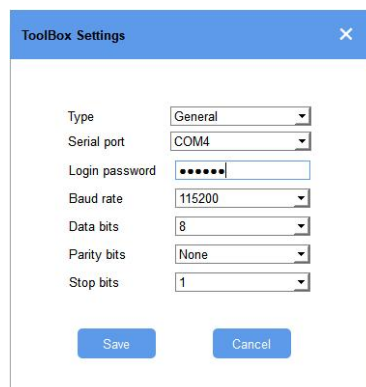 ToolBox Settings
Type General
Serial port COM4
Login password ●●●●●●
Baud rate 115200
Data bits 8
Parity bits None
Stop bits 1
Save Cancel